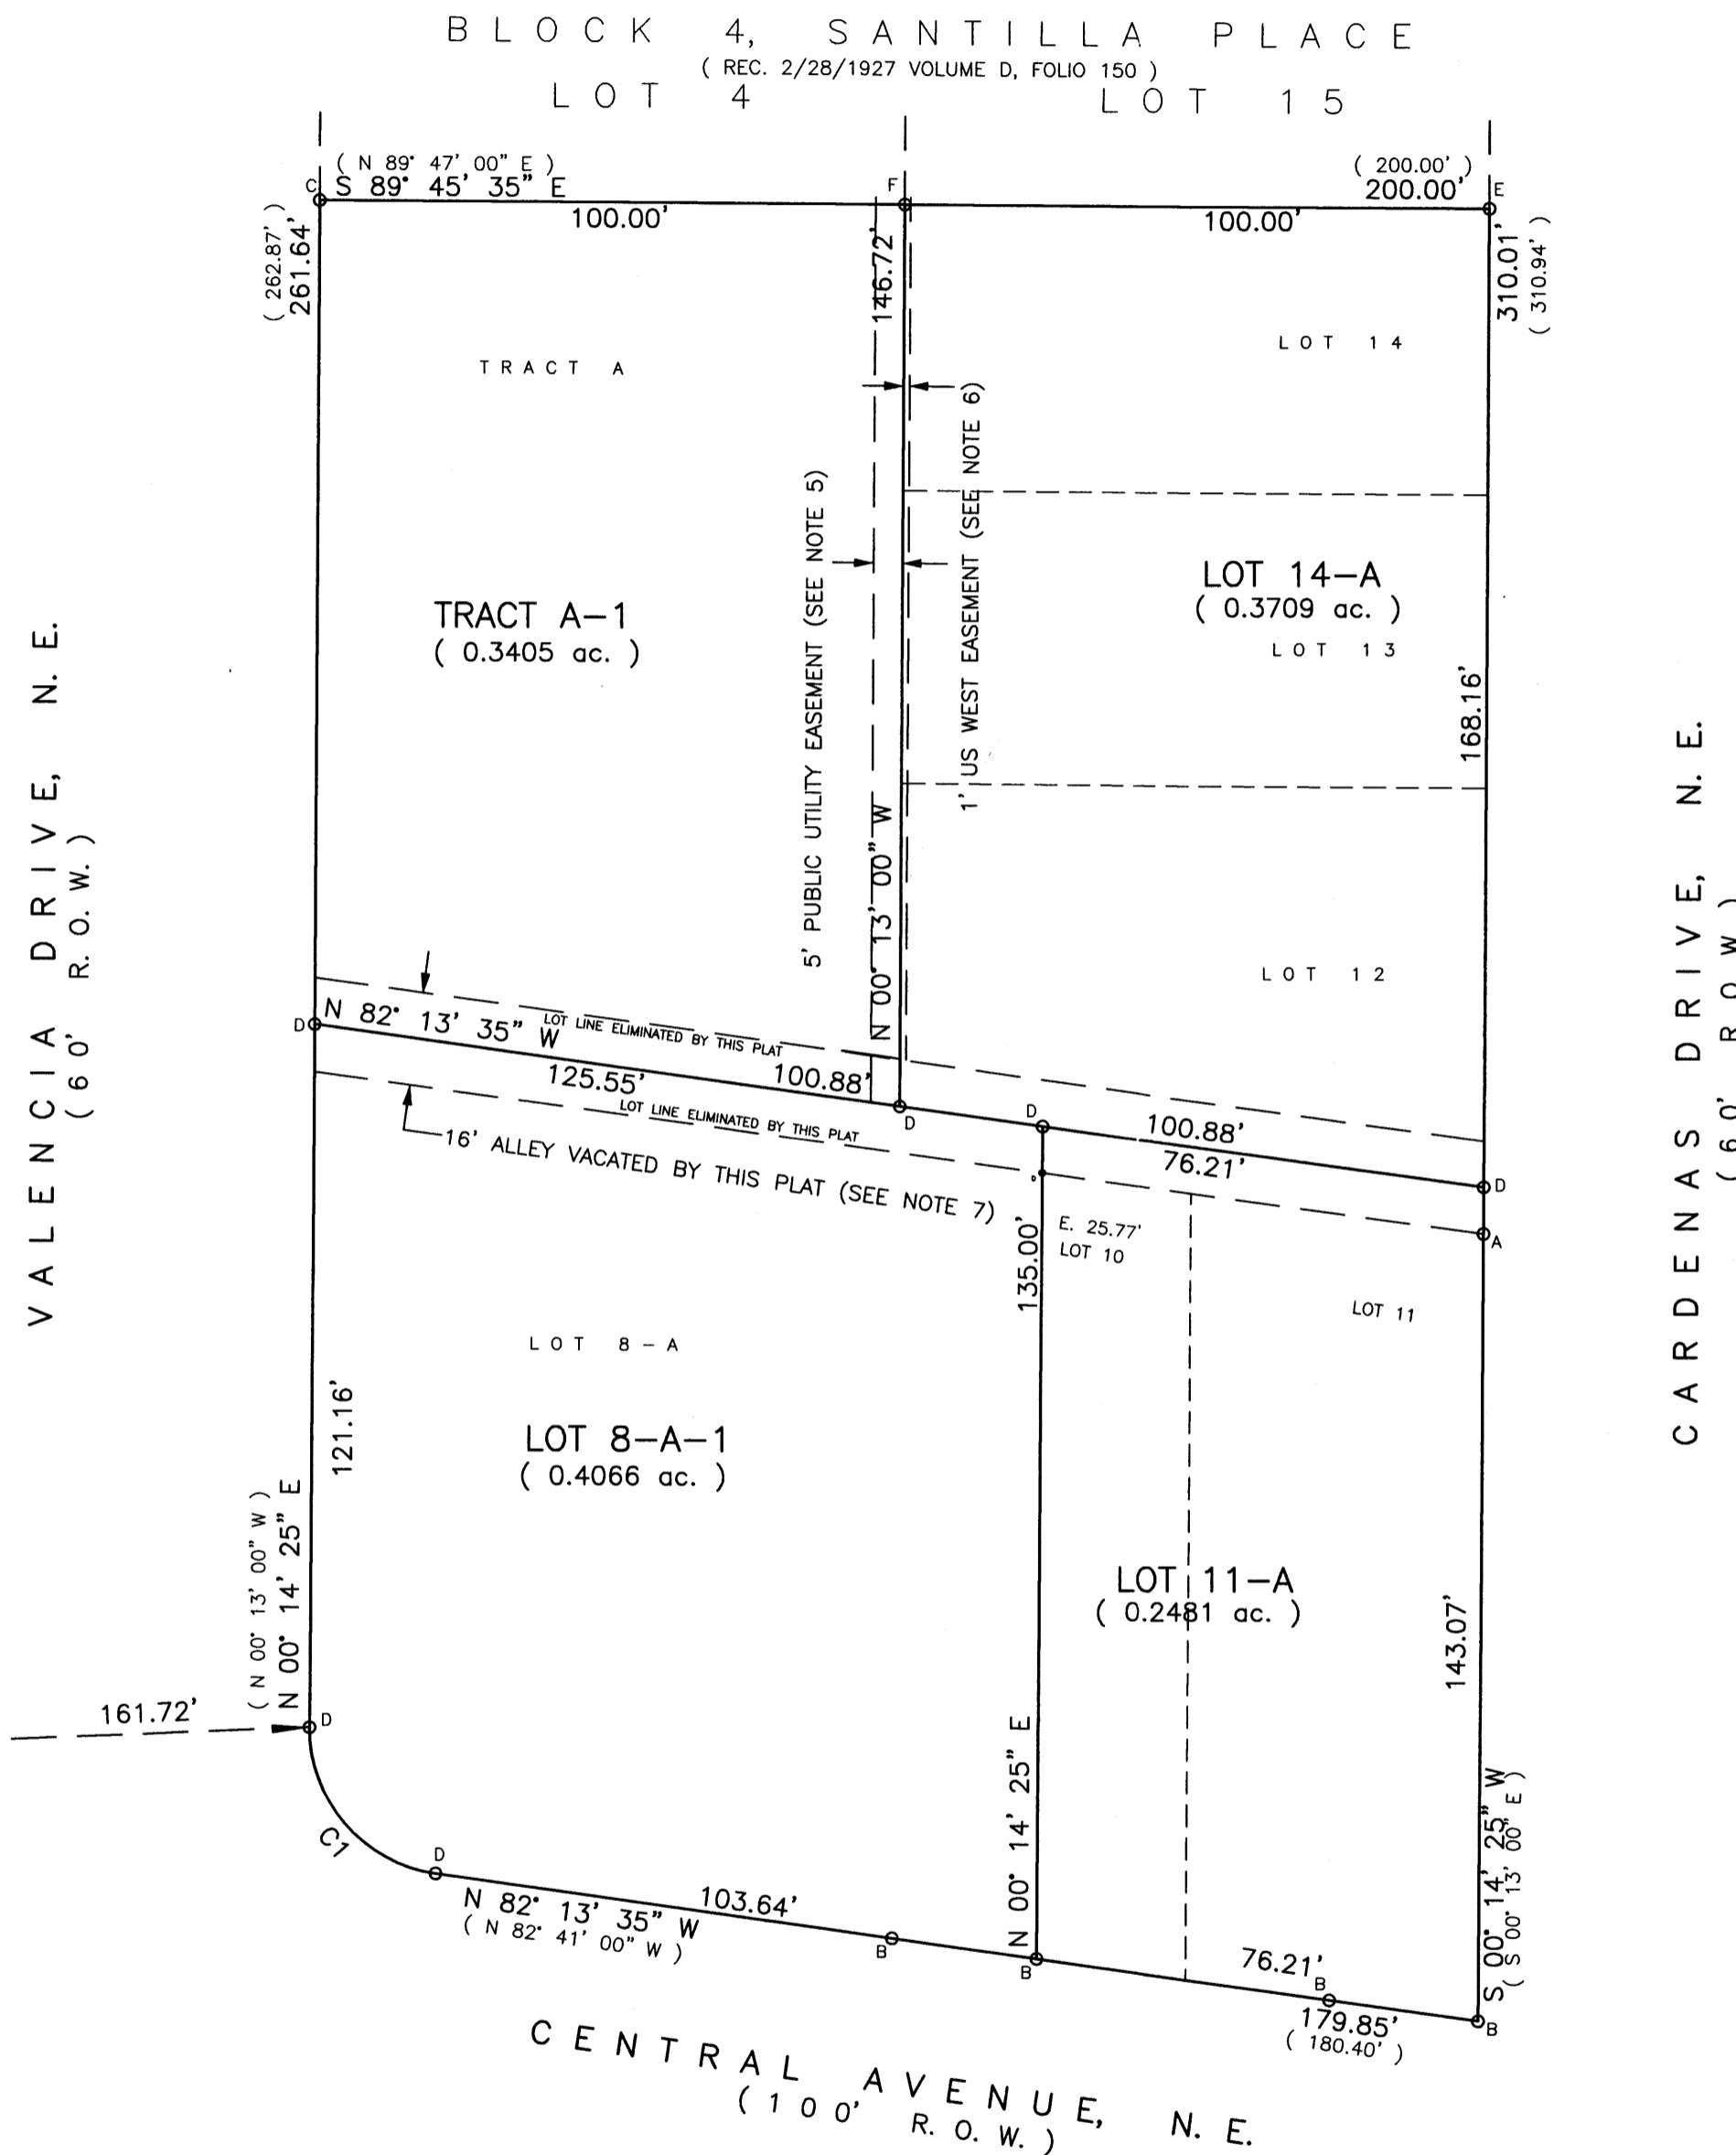 BLOCK 4, SANTILLA PLACE
( REC. 2/28/1927 VOLUME D, FOLIO 150 )
LOT 4
LOT 15
( N 89° 47' 00" E )
S 89° 45' 35" E
C
F
( 200.00' )
200.00'
E
100.00'
100.00'
( 262.87' )
261.64'
146.72'
310.01'
( 310.94' )
LOT 14
TRACT A
5' PUBLIC UTILITY EASEMENT (SEE NOTE 5)
1' US WEST EASEMENT (SEE NOTE 6)
LOT 14-A
( 0.3709 ac. )
TRACT A-1
( 0.3405 ac. )
LOT 13
168.16'
VALENCIA DRIVE, N.E.
( 60' R.O.W. )
CARDENAS DRIVE, N.E.
( 60' R.O.W. )
N 00° 13' 00" W
LOT 12
D
N 82° 13' 35" W
LOT LINE ELIMINATED BY THIS PLAT
125.55'
100.88'
LOT LINE ELIMINATED BY THIS PLAT
D
D
100.88'
76.21'
D
16' ALLEY VACATED BY THIS PLAT (SEE NOTE 7)
A
135.00'
E. 25.77'
LOT 10
LOT 11
LOT 8-A
121.16'
LOT 8-A-1
( 0.4066 ac. )
( N 00° 13' 00" W )
N 00° 14' 25" E
LOT 11-A
( 0.2481 ac. )
143.07'
161.72'
D
N 00° 14' 25" E
S 00° 14' 25" W
( S 00° 13' 00" E )
C1
D
N 82° 13' 35" W
( N 82° 41' 00" W )
103.64'
B
B
76.21'
B
179.85'
( 180.40' )
B
CENTRAL AVENUE, N.E.
( 100' R.O.W. )